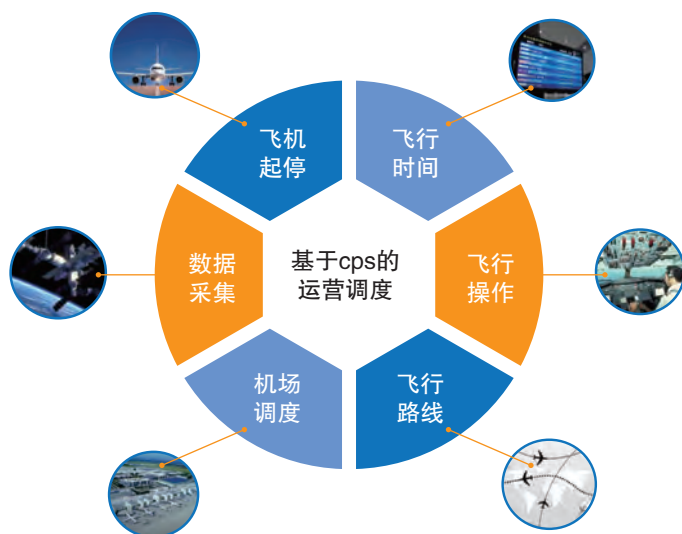 飞机
起停
飞行
时间
数据
采集
基于cps的
运营调度
飞行
操作
机场
调度
飞行
路线